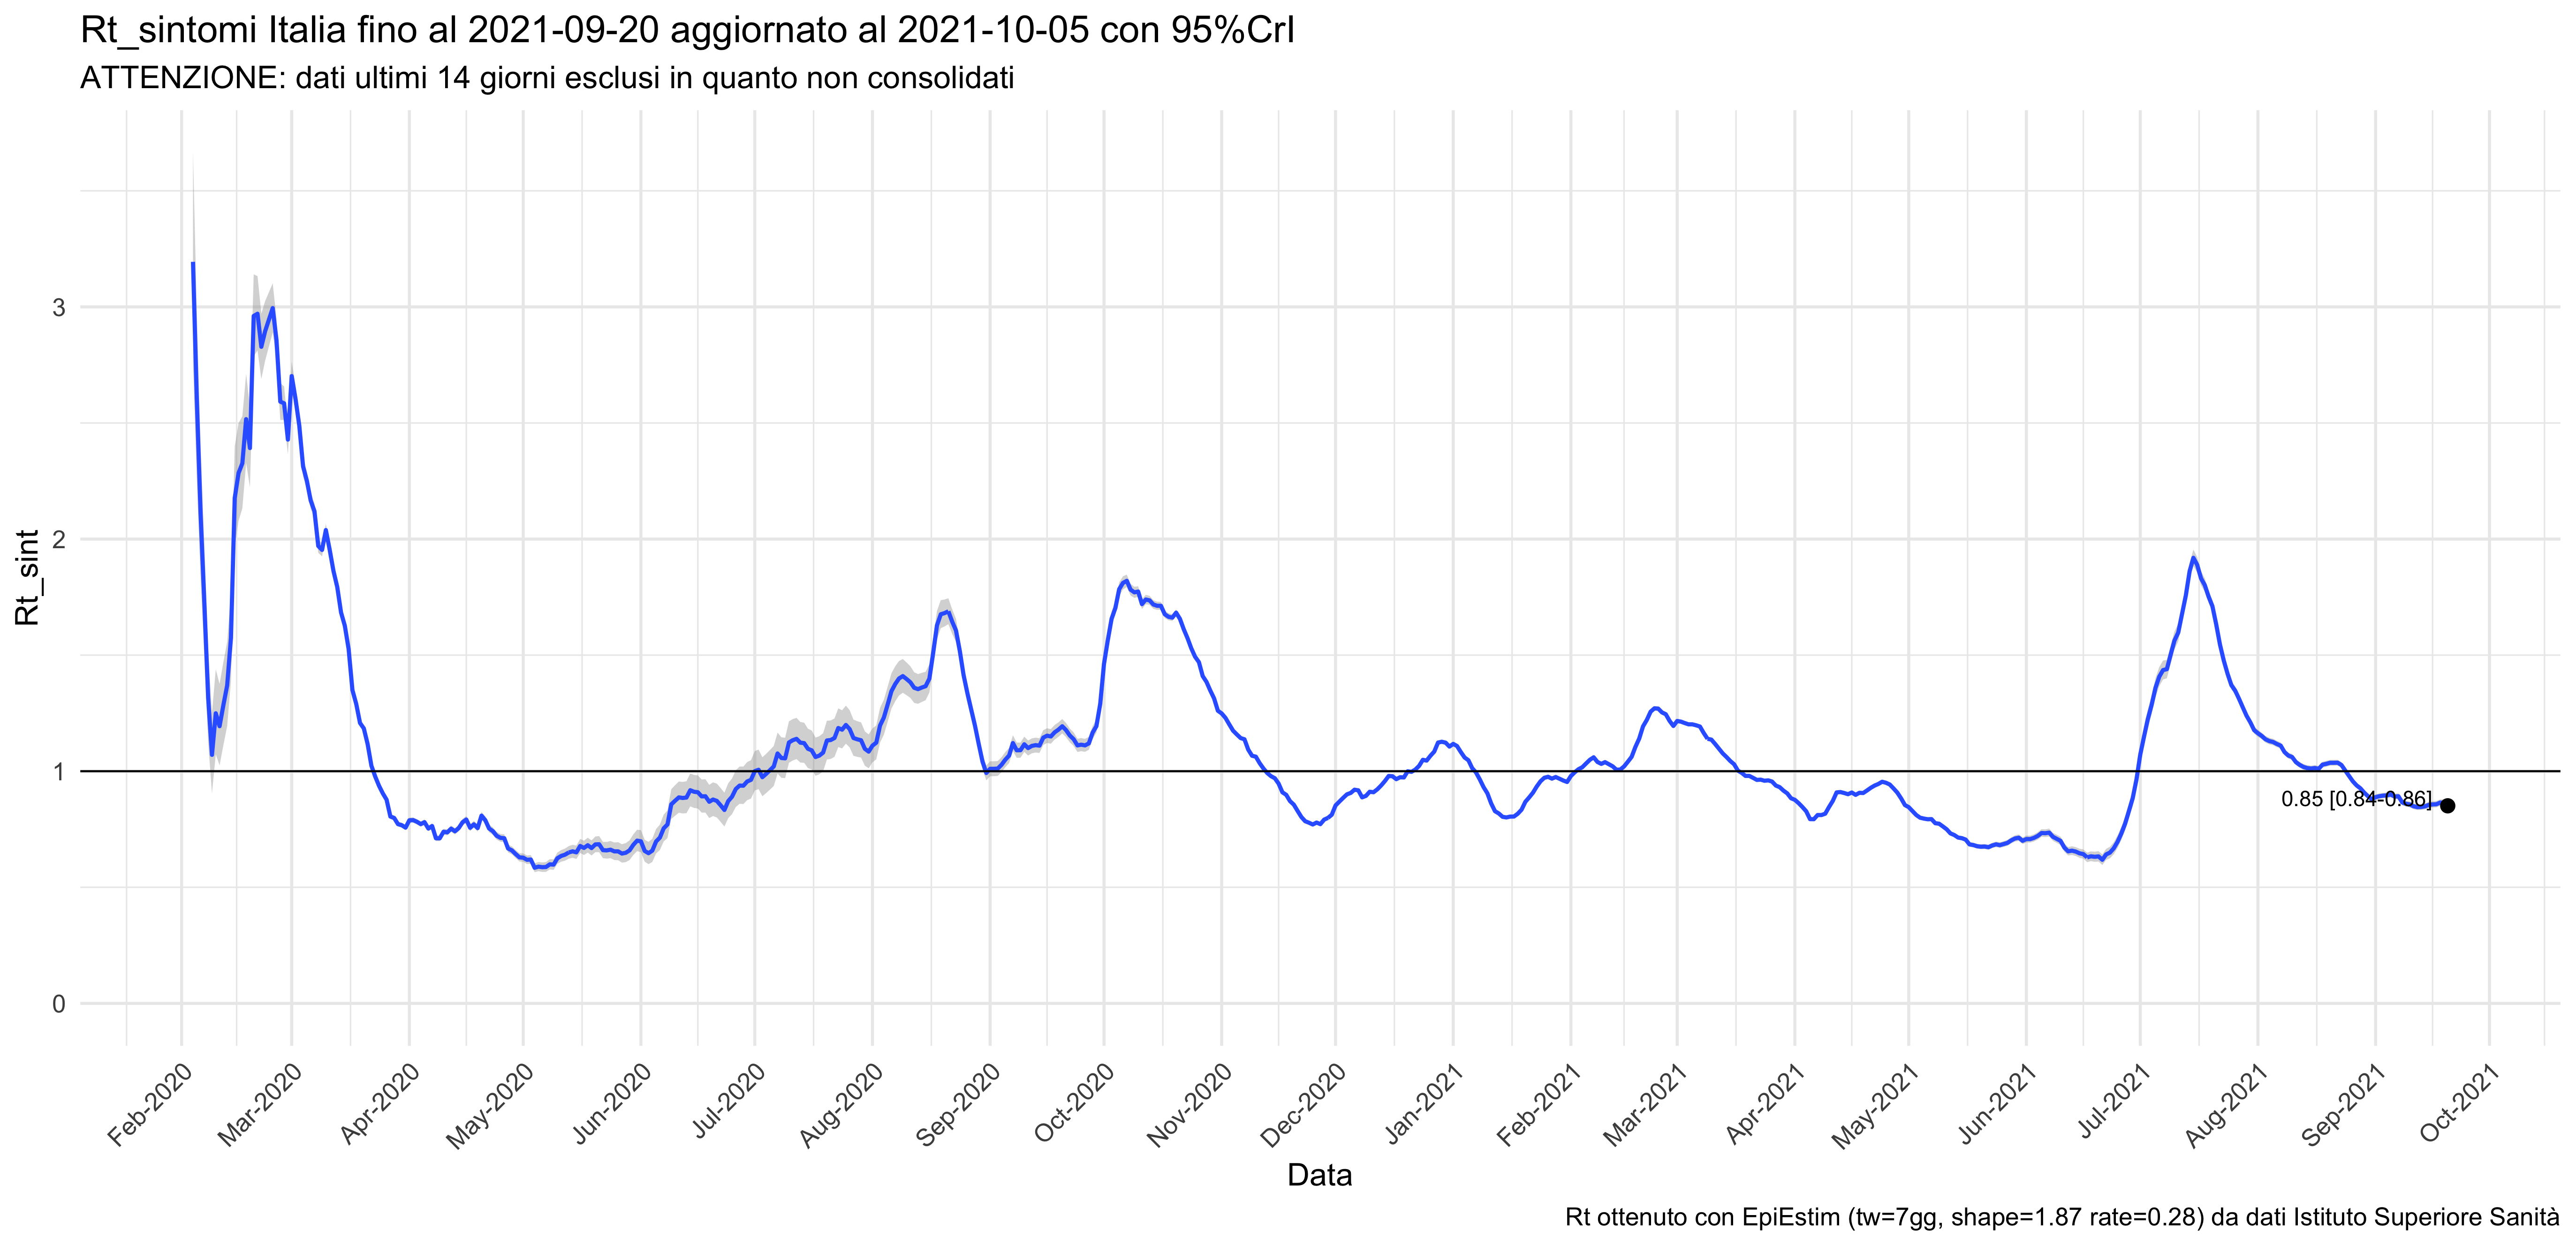 Rt_sintomi Italia fino al 2021-09-20 aggiornato al 2021-10-05 con 95%CrI
ATTENZIONE: dati ultimi 14 giorni esclusi in quanto non consolidati
Rt_sint
3
2
1
0
0.85 [0.84-0.86]
Feb-2020
Mar-2020
Apr-2020
May-2020
Jun-2020
Jul-2020
Aug-2020
Sep-2020
Oct-2020
Nov-2020
Dec-2020
Jan-2021
Feb-2021
Mar-2021
Apr-2021
May-2021
Jun-2021
Jul-2021
Aug-2021
Sep-2021
Oct-2021
Data
Rt ottenuto con EpiEstim (tw=7gg, shape=1.87 rate=0.28) da dati Istituto Superiore Sanità